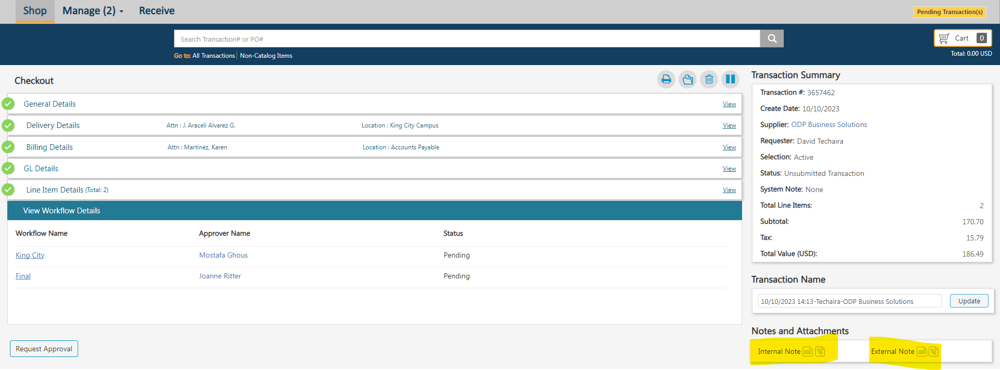 Shop Manage (2) Receive
Pending Transaction(s)
Search Transaction# or PO#
Cart 0
Go to: All Transactions Non-Catalog Items
Total: 0.00 USD
Checkout
General Details View
Delivery Details Attn : J. Araceli Alvarez G. Location : King City Campus View
Billing Details Attn : Martinez, Karen Location : Accounts Payable View
GL Details View
Line Item Details (Total: 2) View
View Workflow Details
Workflow Name Approver Name Status
King City Mostafa Ghous Pending
Final Joanne Ritter Pending
Request Approval
Transaction Summary
Transaction #: 3657462
Create Date: 10/10/2023
Supplier: ODP Business Solutions
Requester: David Techaira
Selection: Active
Status: Unsubmitted Transaction
System Note: None
Total Line Items: 2
Subtotal: 170.70
Tax: 15.79
Total Value (USD): 186.49
Transaction Name
10/10/2023 14:13-Techaira-ODP Business Solutions Update
Notes and Attachments
Internal Note External Note